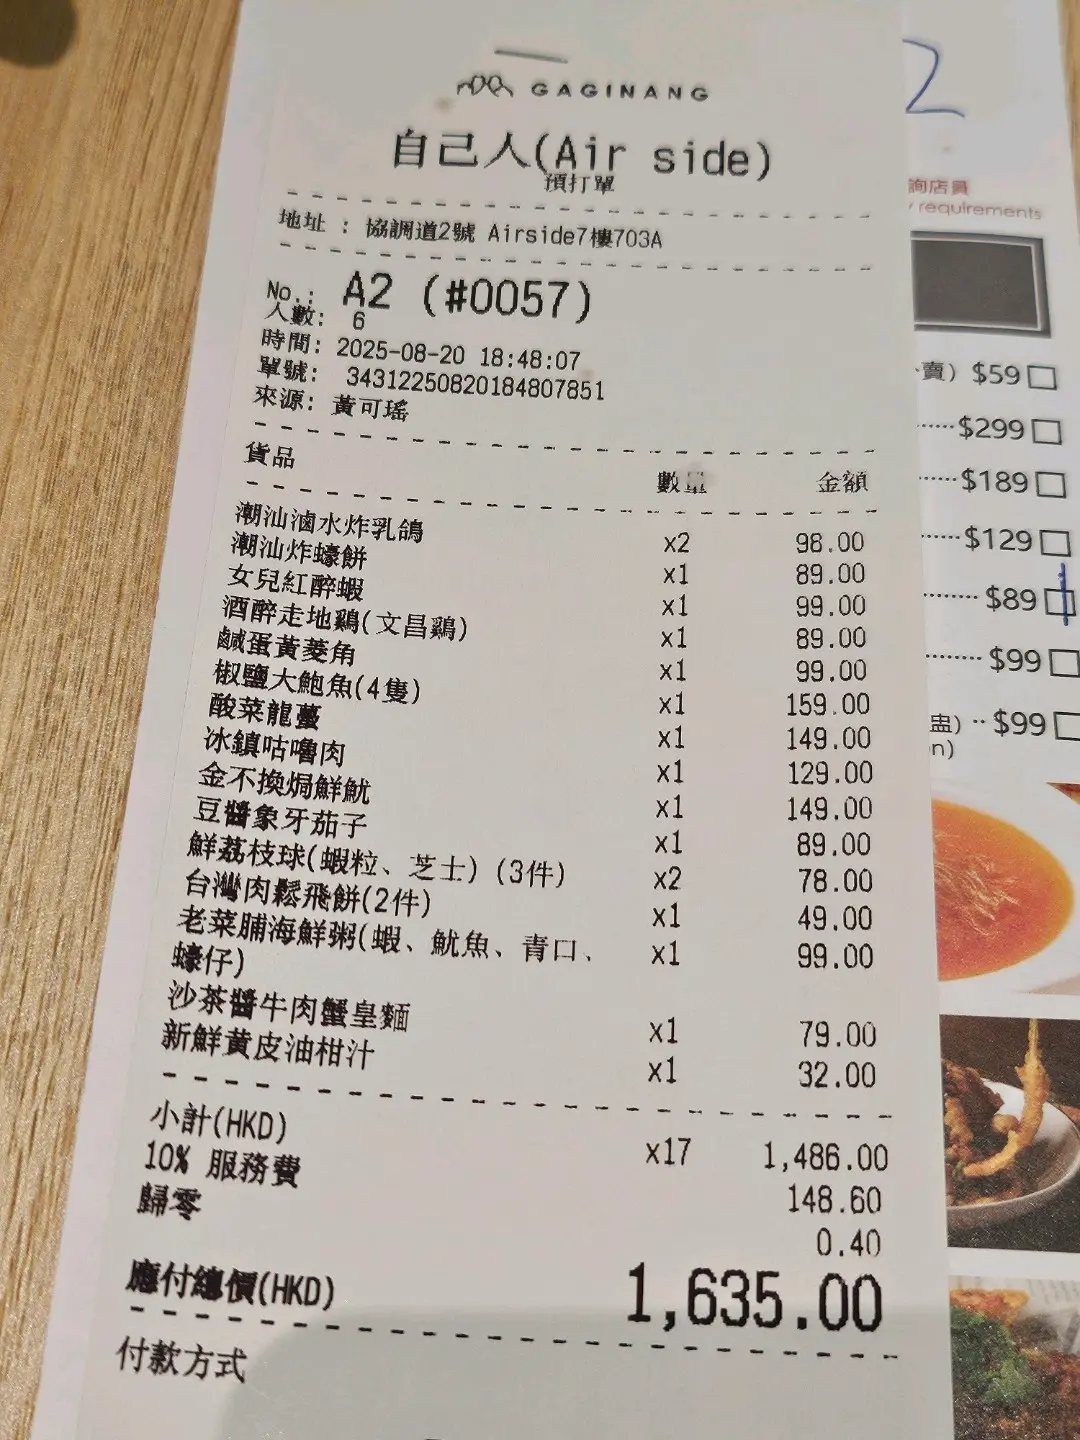 GAGINANG
自己人(Air side)
預打單
地址 : 協調道2號 Airside7樓703A
No.: A2 (#0057)
人數: 6
時間: 2025-08-20 18:48:07
單號: 34312250820184807851
來源: 黃可瑤
貨品 數量 金額
潮汕滷水炸乳鴿 x2 98.00
潮汕炸蠔餅 x1 89.00
女兒紅醉蝦 x1 99.00
酒醉走地鷄(文昌鷄) x1 89.00
鹹蛋黃菱角 x1 99.00
椒鹽大鮑魚(4隻) x1 159.00
酸菜龍躉 x1 149.00
冰鎮咕嚕肉 x1 129.00
金不換焗鮮魷 x1 149.00
豆醬象牙茄子 x1 89.00
鮮荔枝球(蝦粒、芝士) (3件) x2 78.00
台灣肉鬆飛餅(2件) x1 49.00
老菜脯海鮮粥(蝦、魷魚、青口、 x1 99.00
蠔仔)
沙茶醬牛肉蟹皇麵 x1 79.00
新鮮黃皮油柑汁 x1 32.00
小計(HKD) x17 1,486.00
10% 服務費 148.60
歸零 0.40
應付總價(HKD) 1,635.00
付款方式
2
詢店員
requirements
賣) $59
$299
$189
$129
$89
$99
盅) $99
n)